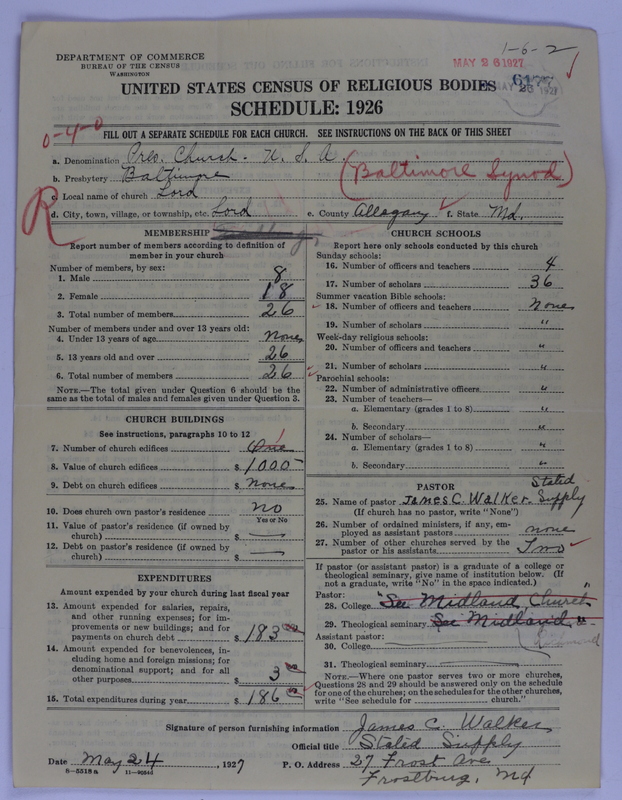 1-6-2
DEPARTMENT OF COMMERCE
BUREAU OF THE CENSUS
WASHINGTON
MAY 26 1927
MAY 26 1927
UNITED STATES CENSUS OF RELIGIOUS BODIES
SCHEDULE: 1926
0-4-0
FILL OUT A SEPARATE SCHEDULE FOR EACH CHURCH. SEE INSTRUCTIONS ON THE BACK OF THIS SHEET
a. Denomination Pres. Church - U. S. A.
b. Presbytery Baltimore (Baltimore Synod)
c. Local name of church Lord
R
d. City, town, village, or township, etc. Lord e. County Allegany f. State Md.
MEMBERSHIP
Report number of members according to definition of
member in your church
Number of members, by sex:
1. Male 8
2. Female 18
3. Total number of members 26
Number of members under and over 13 years old:
4. Under 13 years of age None
5. 13 years old and over 26
6. Total number of members 26
NOTE.—The total given under Question 6 should be the
same as the total of males and females given under Question 3.
CHURCH BUILDINGS
See instructions, paragraphs 10 to 12
7. Number of church edifices One 1
8. Value of church edifices $ 1000-
9. Debt on church edifices $ None
10. Does church own pastor's residence no
Yes or No
11. Value of pastor's residence (if owned by
church) $ —
12. Debt on pastor's residence (if owned by
church) $ —
EXPENDITURES
Amount expended by your church during last fiscal year
13. Amount expended for salaries, repairs,
and other running expenses; for im-
provements or new buildings; and for
payments on church debt $ 183 00
14. Amount expended for benevolences, in-
cluding home and foreign missions; for
denominational support; and for all
other purposes $ 3 00
15. Total expenditures during year $ 186 00
CHURCH SCHOOLS
Report here only schools conducted by this church
Sunday schools:
16. Number of officers and teachers 4
17. Number of scholars 36
Summer vacation Bible schools:
18. Number of officers and teachers None
19. Number of scholars "
Week-day religious schools:
20. Number of officers and teachers "
21. Number of scholars "
Parochial schools:
22. Number of administrative officers "
23. Number of teachers—
a. Elementary (grades 1 to 8) "
b. Secondary "
24. Number of scholars—
a. Elementary (grades 1 to 8) "
b. Secondary "
PASTOR
25. Name of pastor James C. Walker. Stated Supply
(If church has no pastor, write "None")
26. Number of ordained ministers, if any, em-
ployed as assistant pastors none
27. Number of other churches served by the
pastor or his assistants Two
If pastor (or assistant pastor) is a graduate of a college or
theological seminary, give name of institution below. (If
not a graduate, write "No" in the space indicated.)
Pastor:
28. College "See Midland Church"
29. Theological seminary See Midland "
Assistant pastor:
30. College
31. Theological seminary
NOTE.—Where one pastor serves two or more churches,
Questions 28 and 29 should be answered only on the schedule
for one of the churches; on the schedules for the other churches,
write "See schedule for church."
Signature of person furnishing information James C. Walker
Official title Stated Supply
Date May 24, 1927 P. O. Address 27 Frost Ave
8-5318a Frostburg, Md